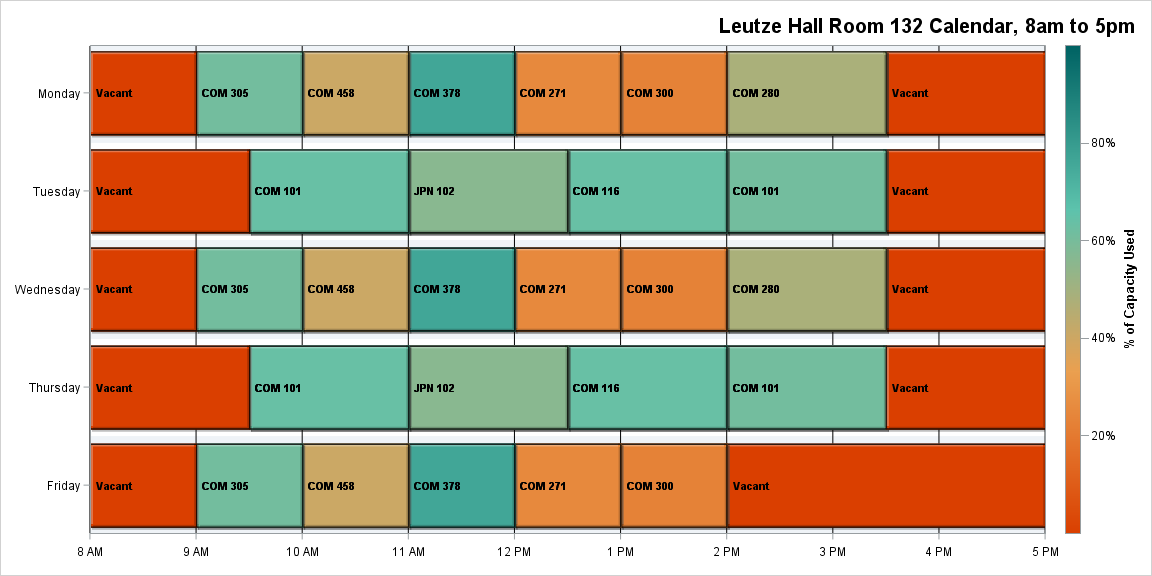 Leutze Hall Room 132 Calendar, 8am to 5pm
Monday
Vacant COM 305 COM 458 COM 378 COM 271 COM 300 COM 280 Vacant
Tuesday
Vacant COM 101 JPN 102 COM 116 COM 101 Vacant
Wednesday
Vacant COM 305 COM 458 COM 378 COM 271 COM 300 COM 280 Vacant
Thursday
Vacant COM 101 JPN 102 COM 116 COM 101 Vacant
Friday
Vacant COM 305 COM 458 COM 378 COM 271 COM 300 Vacant
8 AM 9 AM 10 AM 11 AM 12 PM 1 PM 2 PM 3 PM 4 PM 5 PM
80%
60%
40%
20%
% of Capacity Used